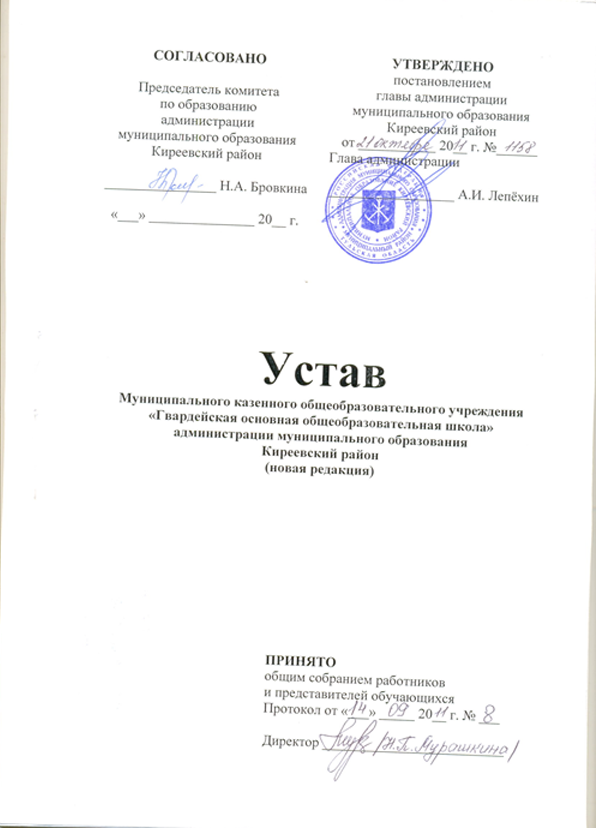 СОГЛАСОВАНО
Председатель комитета
по образованию
администрации
муниципального образования
Киреевский район
Н.А. Бровкина
«___» ________________ 20__ г.
УТВЕРЖДЕНО
постановлением
главы администрации
муниципального образования
Киреевский район
от 21 октября 2011 г. № 1158
Глава администрации
А.И. Лепёхин
Устав
Муниципального казенного общеобразовательного учреждения
«Гвардейская основная общеобразовательная школа»
администрации муниципального образования
Киреевский район
(новая редакция)
ПРИНЯТО
общим собранием работников
и представителей обучающихся
Протокол от «14» 09 2011 г. № 8
Директор /Н.П. Мурашкина/